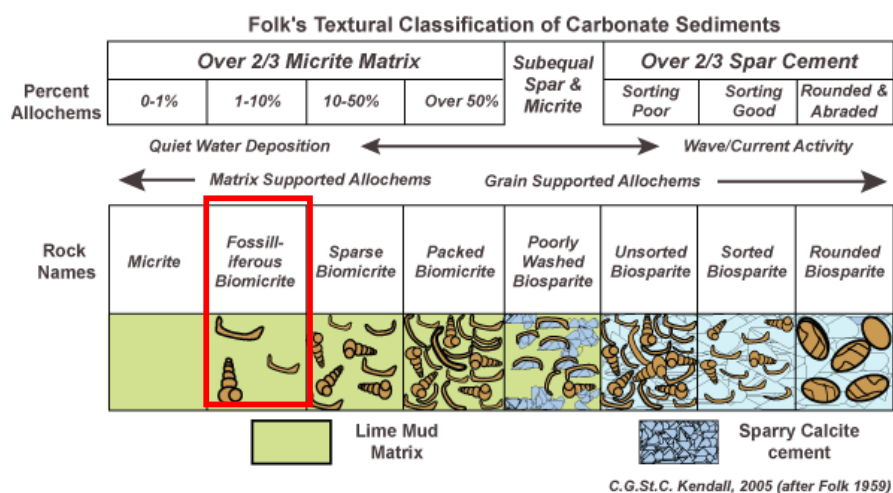 Folk's Textural Classification of Carbonate Sediments
Over 2/3 Micrite Matrix
Subequal
Spar &
Micrite
Over 2/3 Spar Cement
Percent
Allochems
0-1%
1-10%
10-50%
Over 50%
Sorting
Poor
Sorting
Good
Rounded &
Abraded
Quiet Water Deposition
Wave/Current Activity
Matrix Supported Allochems
Grain Supported Allochems
Rock
Names
Micrite
Fossill-
iferous
Biomicrite
Sparse
Biomicrite
Packed
Biomicrite
Poorly
Washed
Biosparite
Unsorted
Biosparite
Sorted
Biosparite
Rounded
Biosparite
Lime Mud
Matrix
Sparry Calcite
cement
C.G.St.C. Kendall, 2005 (after Folk 1959)